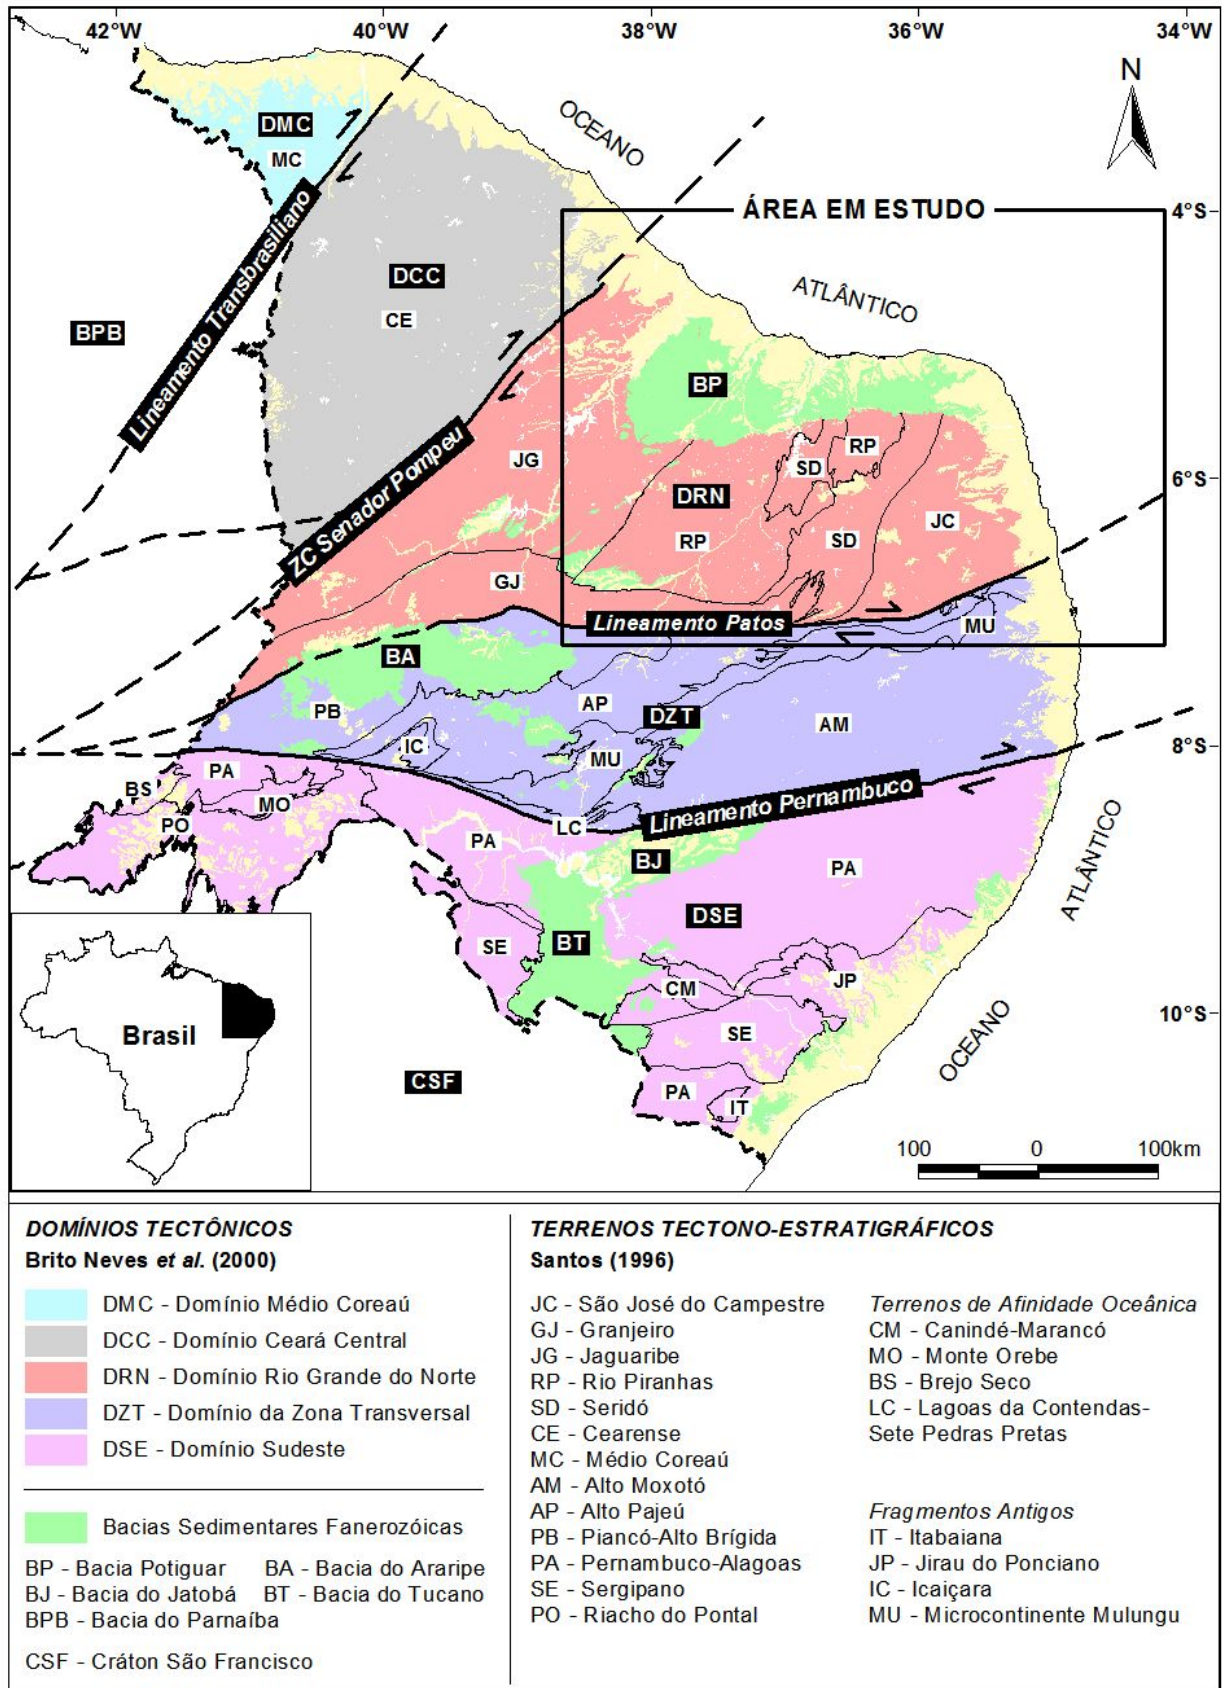 42°W 40°W 38°W 36°W 34°W
N
OCEANO
DMC
MC
Lineamento Transbrasiliano
ÁREA EM ESTUDO
4°S
DCC
CE
ATLÂNTICO
BPB
BP
ZC Senador Pompeu
JG
RP
SD
6°S
DRN
JC
RP
SD
GJ
Lineamento Patos
MU
BA
AP
PB
DZT
AM
IC
MU
8°S
PA
BS
MO
Lineamento Pernambuco
PO
LC
PA
BJ
PA
ATLÂNTICO
DSE
SE
BT
JP
CM
10°S
SE
Brasil
OCEANO
CSF
PA
IT
100 0 100km
DOMÍNIOS TECTÔNICOS
Brito Neves et al. (2000)
DMC - Domínio Médio Coreaú
DCC - Domínio Ceará Central
DRN - Domínio Rio Grande do Norte
DZT - Domínio da Zona Transversal
DSE - Domínio Sudeste
Bacias Sedimentares Fanerozóicas
BP - Bacia Potiguar BA - Bacia do Araripe
BJ - Bacia do Jatobá BT - Bacia do Tucano
BPB - Bacia do Parnaíba
CSF - Cráton São Francisco
TERRENOS TECTONO-ESTRATIGRÁFICOS
Santos (1996)
JC - São José do Campestre
GJ - Granjeiro
JG - Jaguaribe
RP - Rio Piranhas
SD - Seridó
CE - Cearense
MC - Médio Coreaú
AM - Alto Moxotó
AP - Alto Pajeú
PB - Piancó-Alto Brígida
PA - Pernambuco-Alagoas
SE - Sergipano
PO - Riacho do Pontal
Terrenos de Afinidade Oceânica
CM - Canindé-Marancó
MO - Monte Orebe
BS - Brejo Seco
LC - Lagoas da Contendas-
Sete Pedras Pretas
Fragmentos Antigos
IT - Itabaiana
JP - Jirau do Ponciano
IC - Icaiçara
MU - Microcontinente Mulungu